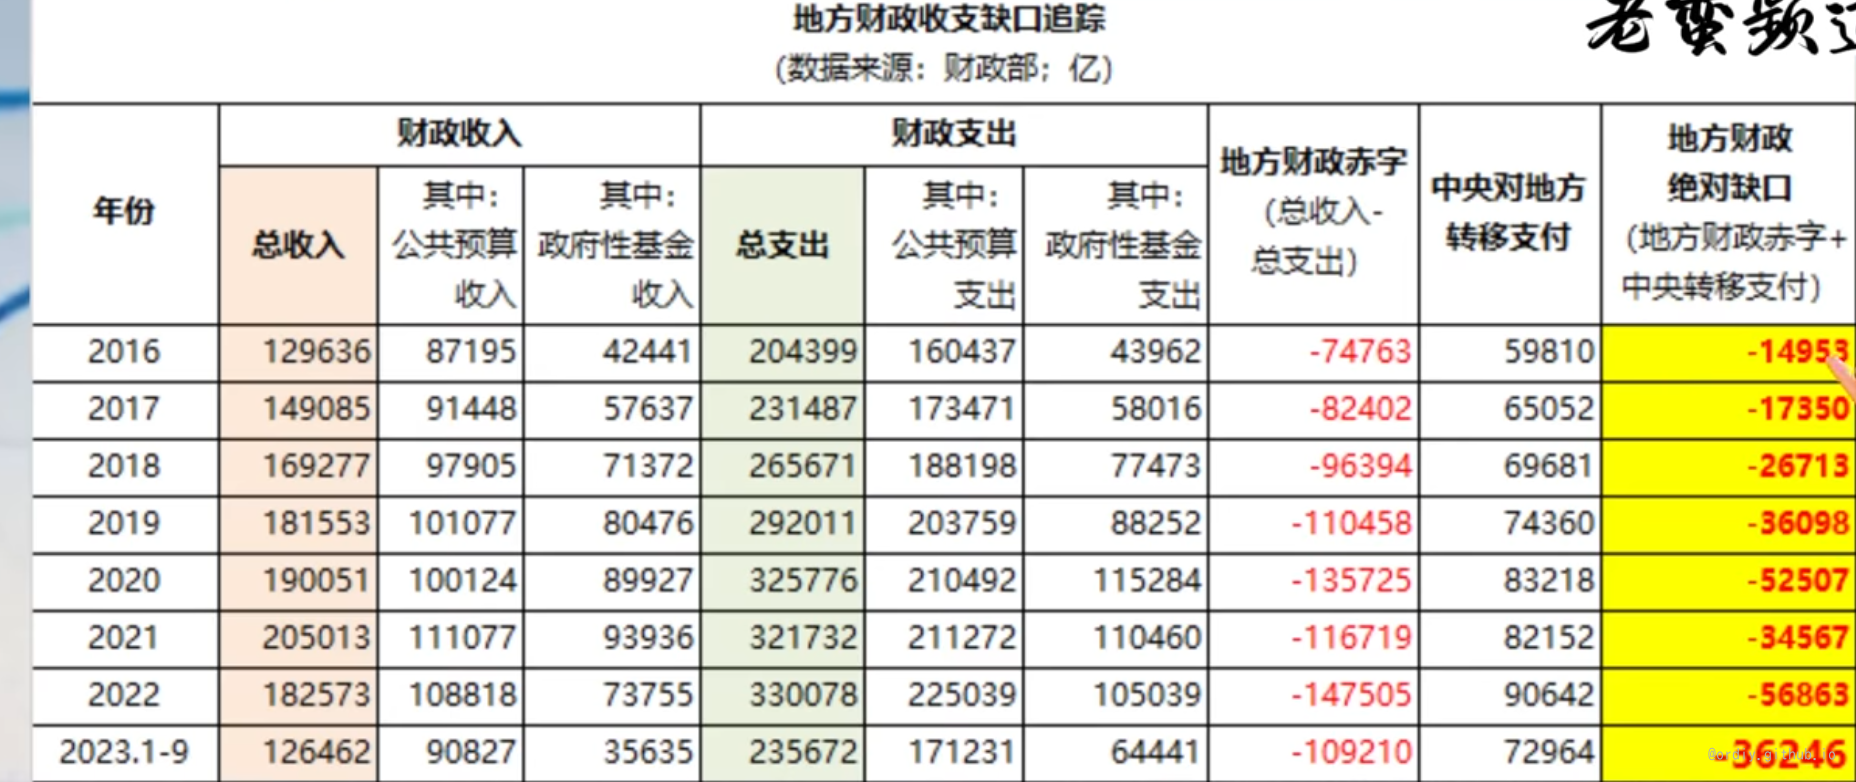 地方财政收支缺口追踪
老蛮频道
(数据来源：财政部；亿)
年份 财政收入 财政支出 地方财政赤字 (总收入-总支出) 中央对地方转移支付 地方财政绝对缺口 (地方财政赤字+中央转移支付)
总收入 其中：公共预算收入 其中：政府性基金收入 总支出 其中：公共预算支出 其中：政府性基金支出
2016 129636 87195 42441 204399 160437 43962 -74763 59810 -14953
2017 149085 91448 57637 231487 173471 58016 -82402 65052 -17350
2018 169277 97905 71372 265671 188198 77473 -96394 69681 -26713
2019 181553 101077 80476 292011 203759 88252 -110458 74360 -36098
2020 190051 100124 89927 325776 210492 115284 -135725 83218 -52507
2021 205013 111077 93936 321732 211272 110460 -116719 82152 -34567
2022 182573 108818 73755 330078 225039 105039 -147505 90642 -56863
2023.1-9 126462 90827 35635 235672 171231 64441 -109210 72964 36246